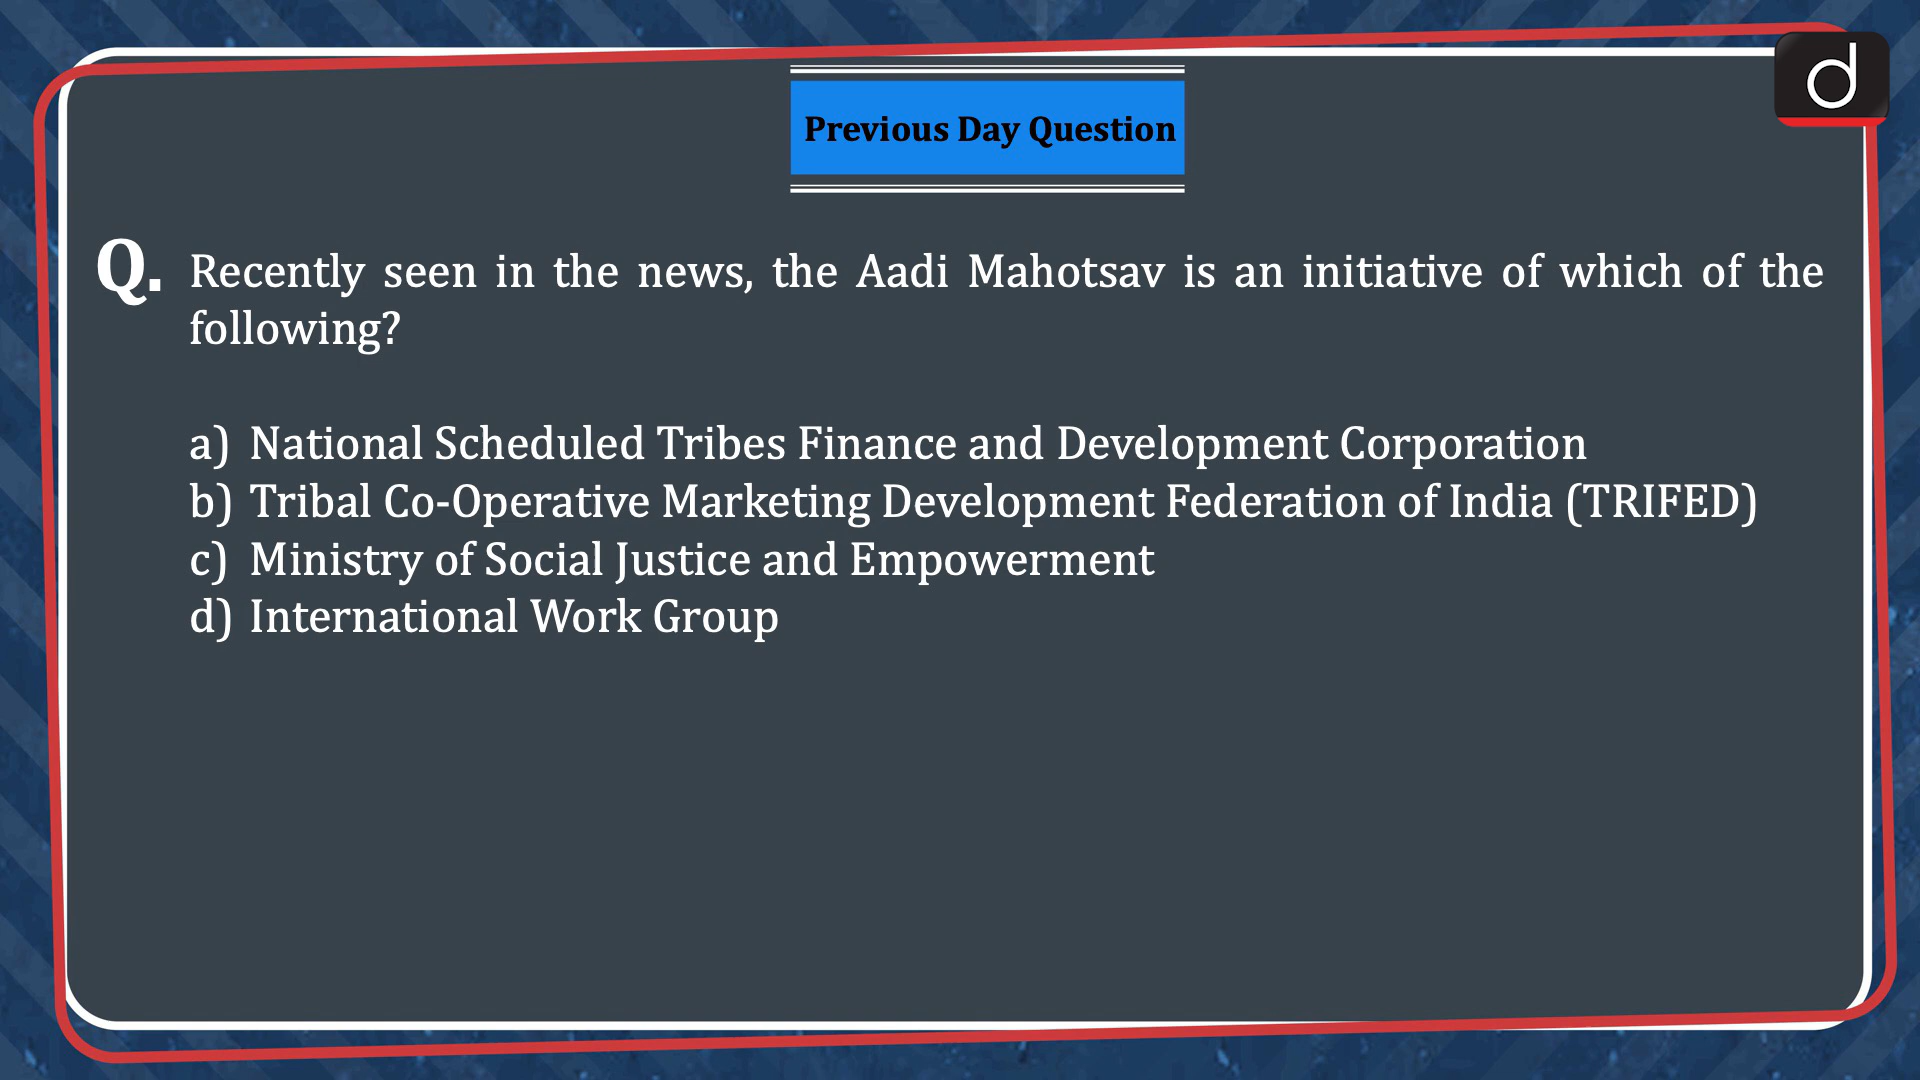 Previous Day Question
d
Q. Recently seen in the news, the Aadi Mahotsav is an initiative of which of the
following?
a) National Scheduled Tribes Finance and Development Corporation
b) Tribal Co-Operative Marketing Development Federation of India (TRIFED)
c) Ministry of Social Justice and Empowerment
d) International Work Group